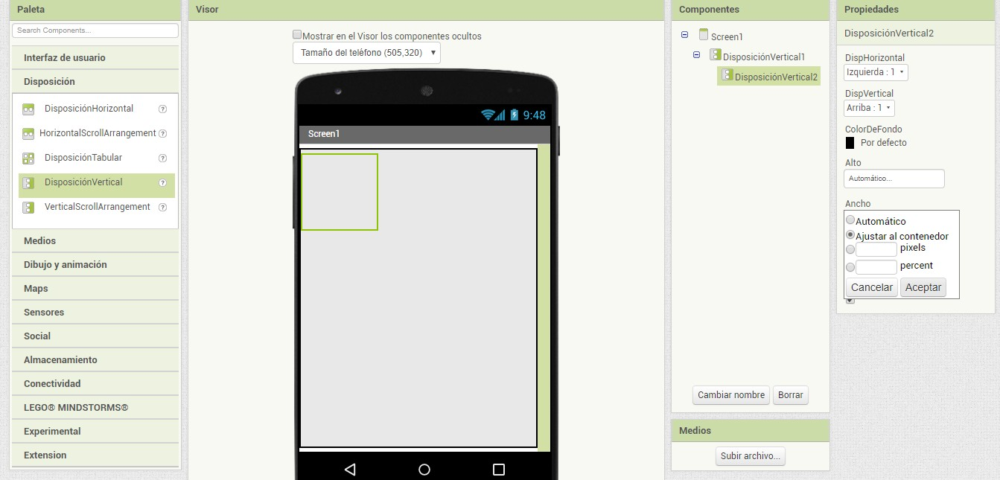 Paleta
Search Components...
Interfaz de usuario
Disposición
DisposiciónHorizontal ?
HorizontalScrollArrangement ?
DisposiciónTabular ?
DisposiciónVertical ?
VerticalScrollArrangement ?
Medios
Dibujo y animación
Maps
Sensores
Social
Almacenamiento
Conectividad
LEGO® MINDSTORMS®
Experimental
Extension
Visor
Mostrar en el Visor los componentes ocultos
Tamaño del teléfono (505,320)
9:48
Screen1
Componentes
Screen1
DisposiciónVertical1
DisposiciónVertical2
Cambiar nombre Borrar
Medios
Subir archivo...
Propiedades
DisposiciónVertical2
DispHorizontal
Izquierda : 1
DispVertical
Arriba : 1
ColorDeFondo
Por defecto
Alto
Automático...
Ancho
Automático
Ajustar al contenedor
pixels
percent
Cancelar Aceptar